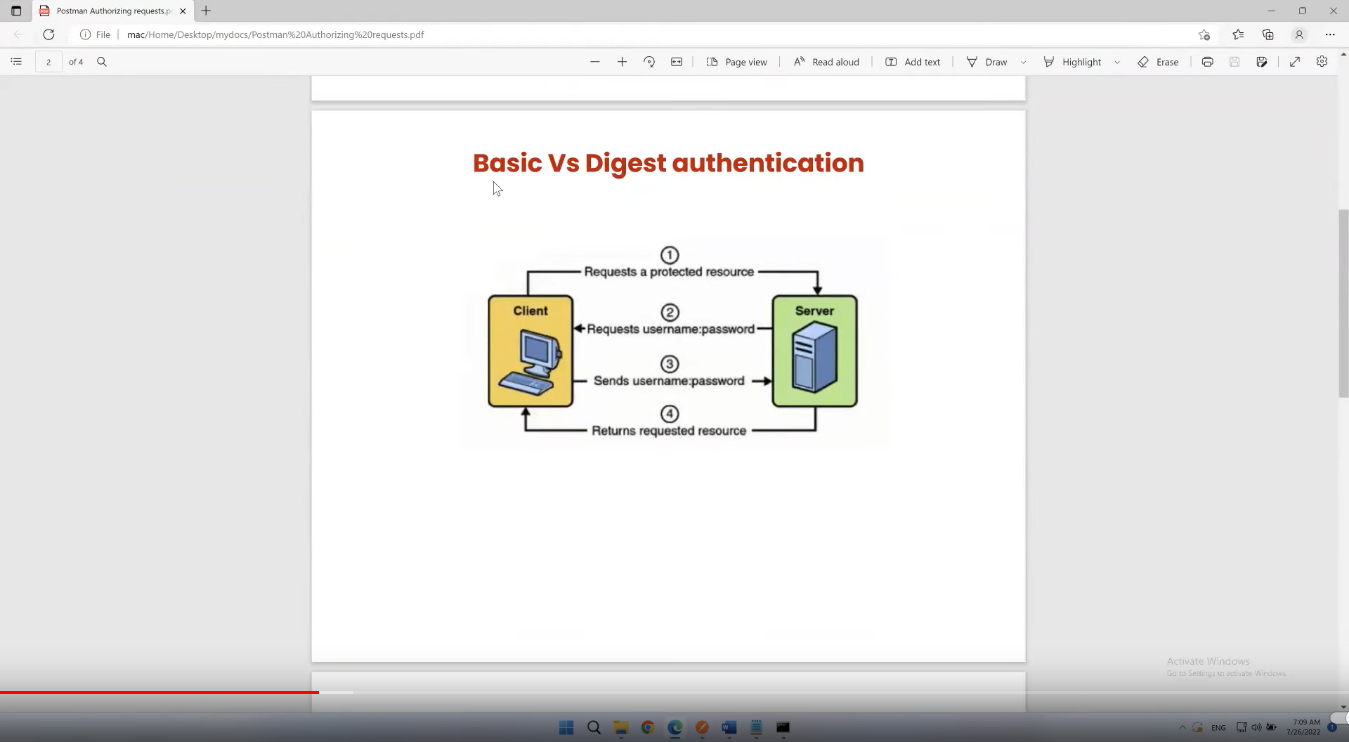 Postman Authorizing requests.p
File mac/Home/Desktop/mydocs/Postman%20Authorizing%20requests.pdf
2 of 4 Page view Read aloud Add text Draw Highlight Erase
Basic Vs Digest authentication
1
Requests a protected resource
Client
Server
2
Requests username:password
3
Sends username:password
4
Returns requested resource
Activate Windows
Go to Settings to activate Windows.
ENG 7:09 AM
7/26/2022 1